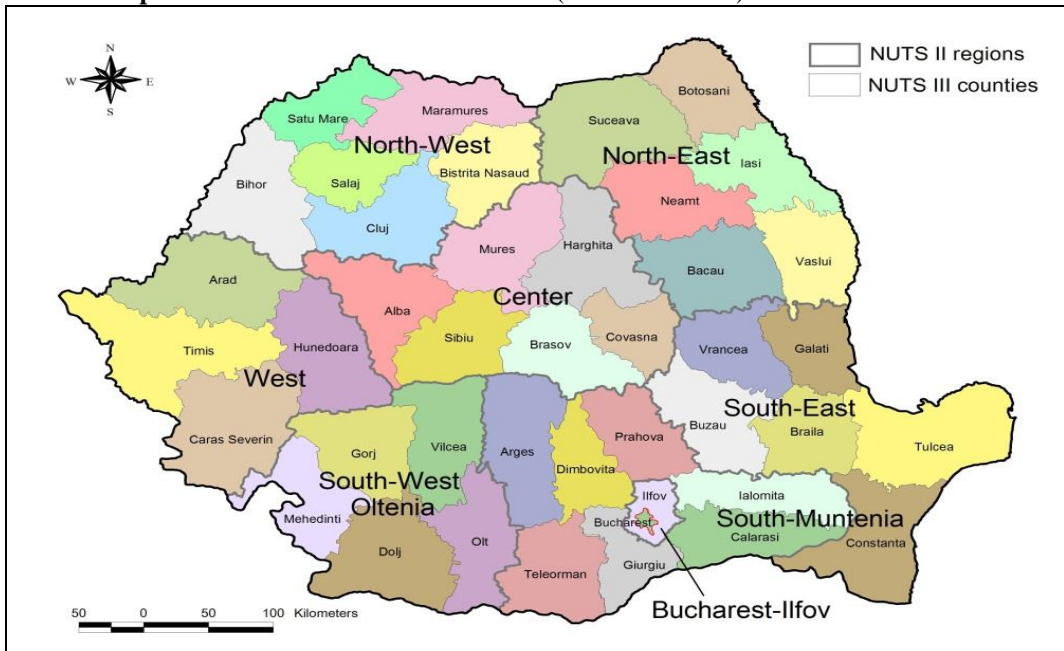 N
W E
S
NUTS II regions
NUTS III counties
Botosani
Satu Mare
Maramures
Suceava
North-West
North-East
Iasi
Bihor
Salaj
Bistrita Nasaud
Neamt
Cluj
Mures
Harghita
Bacau
Vaslui
Arad
Center
Alba
Covasna
Timis
Hunedoara
Sibiu
Brasov
Vrancea
Galati
West
South-East
Caras Severin
Gorj
Vilcea
Arges
Prahova
Buzau
Braila
Tulcea
Dimbovita
South-West
Oltenia
Ilfov
Ialomita
Mehedinti
Bucharest
South-Muntenia
Dolj
Olt
Calarasi
Constanta
Teleorman
Giurgiu
Bucharest-Ilfov
50 0 50 100 Kilometers